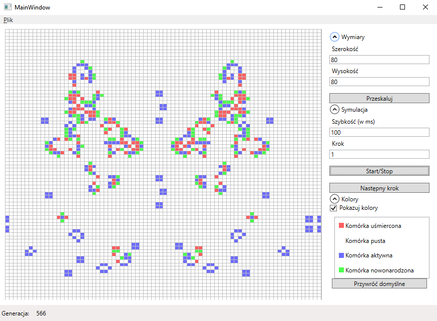 MainWindow
Plik
Wymiary
Szerokość
80
Wysokość
80
Przeskaluj
Symulacja
Szybkość (w ms)
100
Krok
1
Start/Stop
Następny krok
Kolory
Pokazuj kolory
Komórka uśmiercona
Komórka pusta
Komórka aktywna
Komórka nowonarodzona
Przywróć domyślne
Generacja: 566